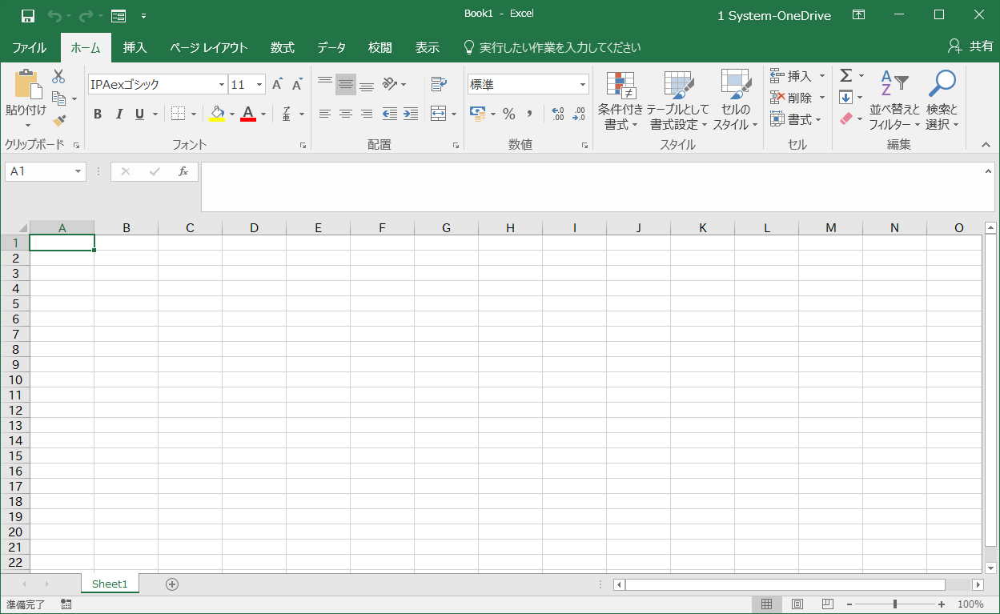 Book1 - Excel
1 System-OneDrive
ファイル ホーム 挿入 ページ レイアウト 数式 データ 校閲 表示 実行したい作業を入力してください 共有
貼り付け
クリップボード
IPAexゴシック 11
A A
B I U A
フォント
配置
標準
% ,
.0 .00
.00 .0
数値
条件付き
書式
テーブルとして
書式設定
セルの
スタイル
スタイル
挿入
削除
書式
セル
Σ
並べ替えと
フィルター
検索と
選択
編集
A1 fx
A B C D E F G H I J K L M N O
1
2
3
4
5
6
7
8
9
10
11
12
13
14
15
16
17
18
19
20
21
22
Sheet1
準備完了 100%